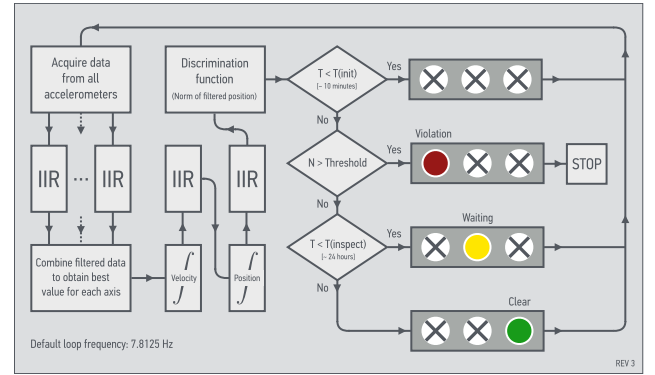 Acquire data
from all
accelerometers
Discrimination
function
(Norm of filtered position)
T < T(init)
(~ 10 minutes)
Yes
No
IIR
...
IIR
IIR
IIR
N > Threshold
Yes
Violation
STOP
No
Combine filtered data
to obtain best
value for each axis
∫
Velocity
∫
∫
Position
∫
T < T(inspect)
(~ 24 hours)
Yes
Waiting
No
Clear
Default loop frequency: 7.8125 Hz
REV 3